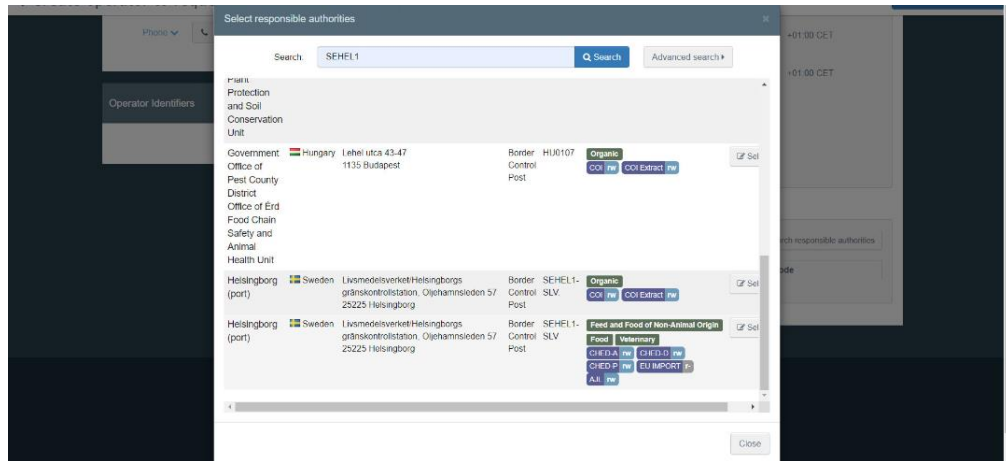 Select responsible authorities
Phone
+01:00 CET
Search:
SEHEL1
Search
Advanced search
+01:00 CET
Operator Identifiers
Plant
Protection
and Soil
Conservation
Unit
Government Hungary Lehel utca 43-47 Border HU0107 Organic
Office of 1135 Budapest Control COI rw COI Extract rw
Pest County Post
District
Office of Érd
Food Chain
Safety and
Animal
Health Unit
Sel
rch responsible authorities
Helsingborg Sweden Livsmedelsverket/Helsingborgs Border SEHEL1- Organic
(port) gränskontrollstation, Oljehamnsleden 57 Control SLV COI rw COI Extract rw
25225 Helsingborg Post
Sel
ode
Helsingborg Sweden Livsmedelsverket/Helsingborgs Border SEHEL1- Feed and Food of Non-Animal Origin
(port) gränskontrollstation, Oljehamnsleden 57 Control SLV Food Veterinary
25225 Helsingborg Post CHED-A rw CHED-D rw
CHED P rw EU IMPORT r-
Sel
Close